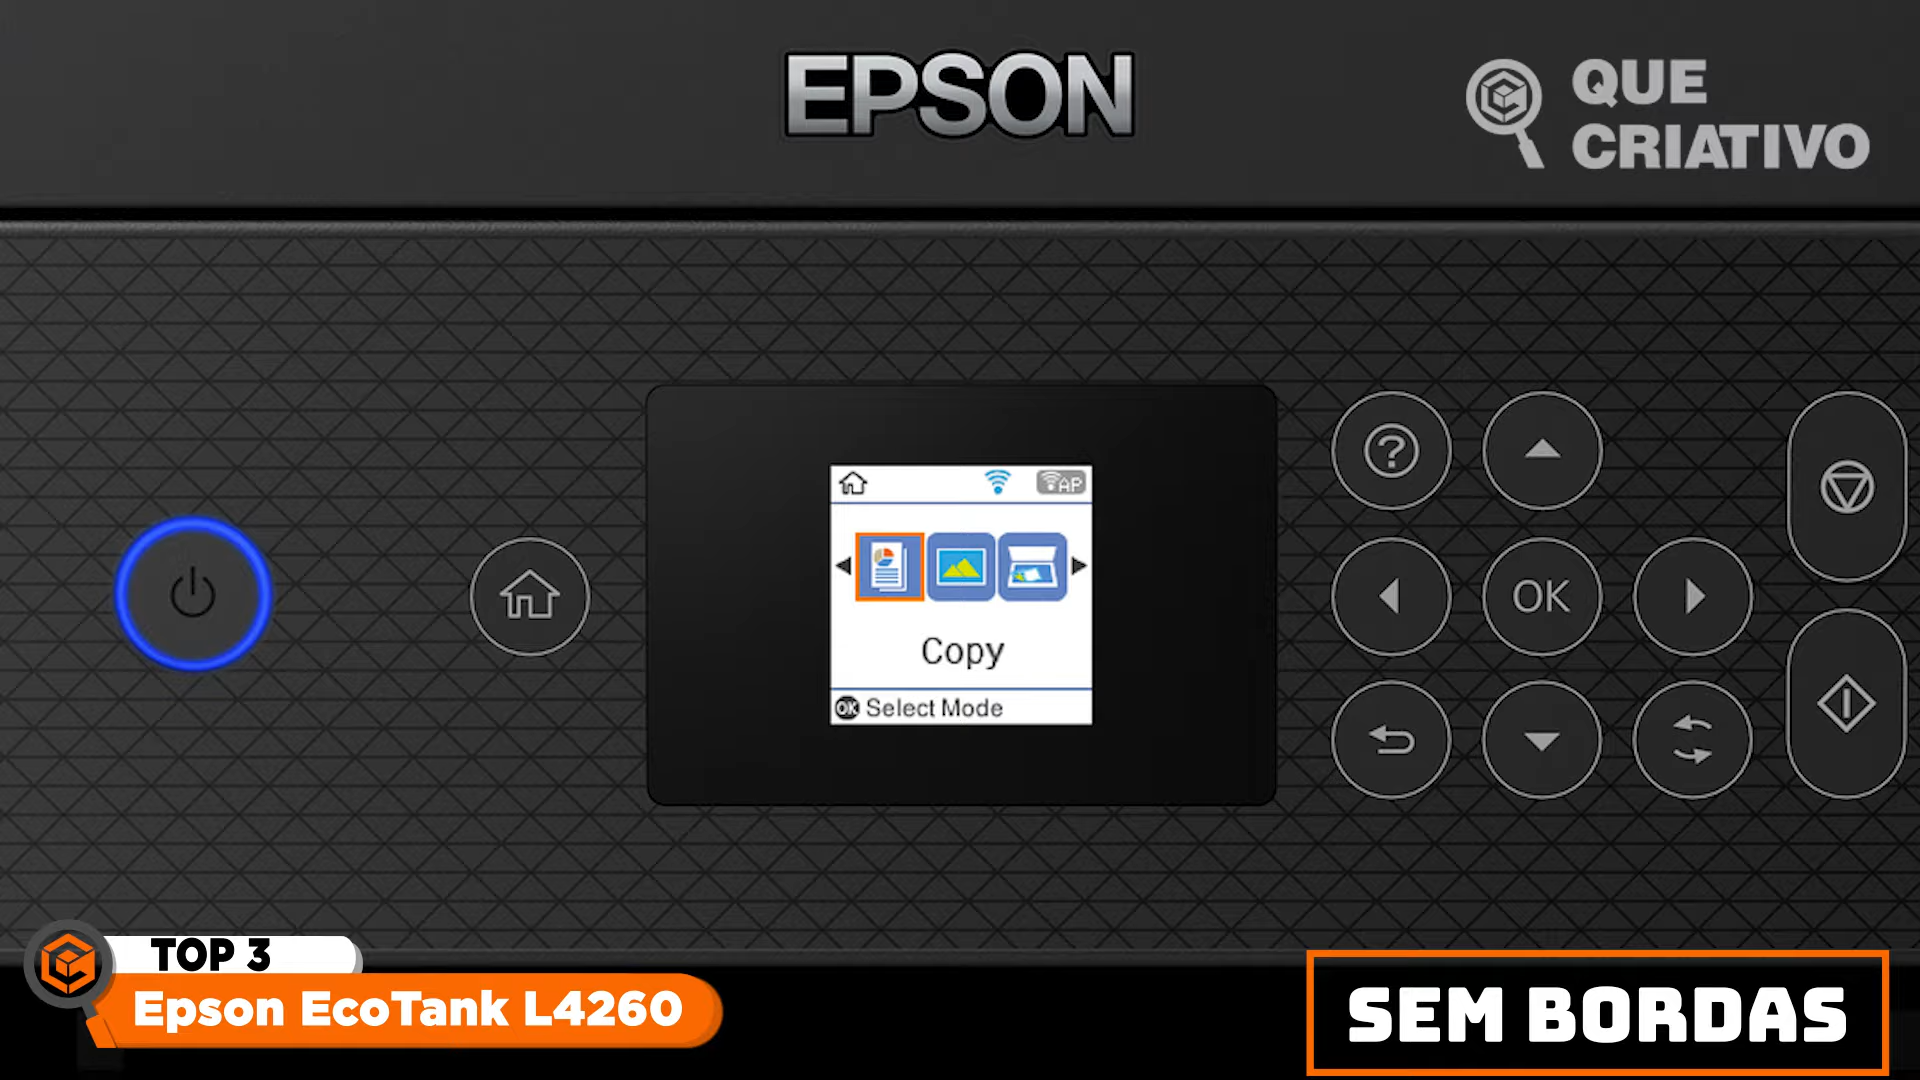 EPSON
QUE
CRIATIVO
AP
Copy
OK Select Mode
?
OK
TOP 3
Epson EcoTank L4260
SEM BORDAS